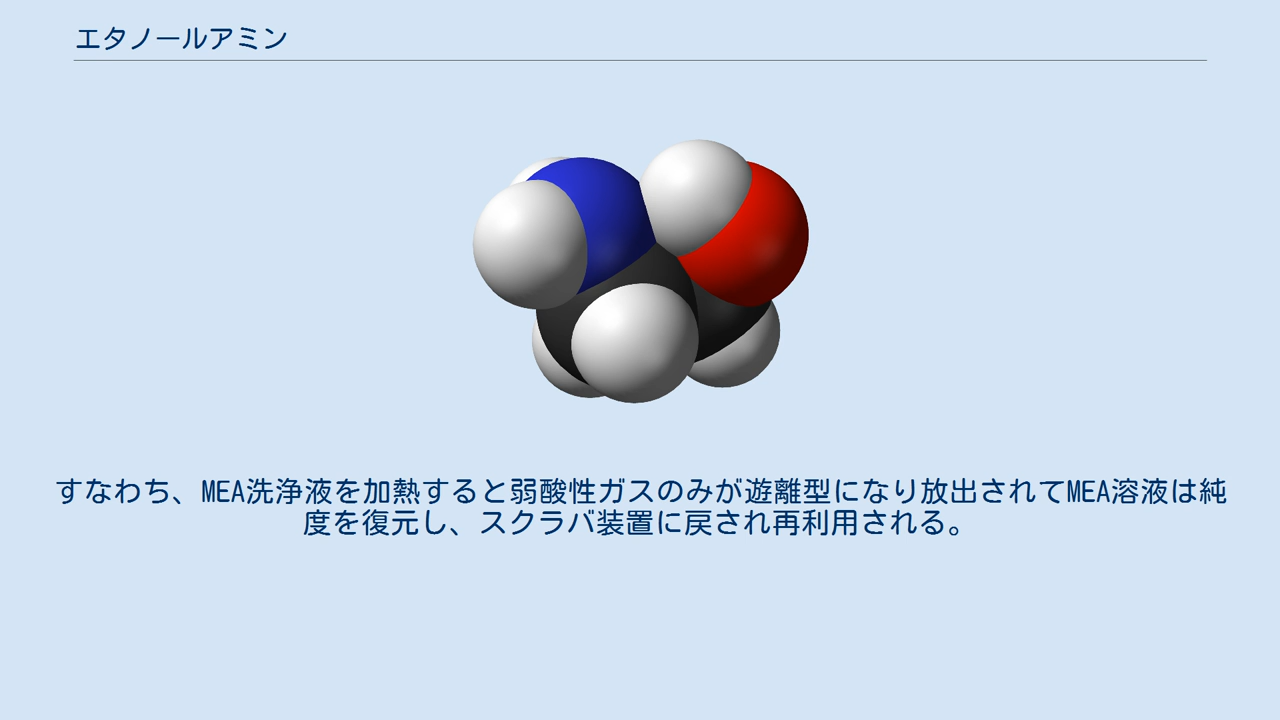 エタノールアミン
すなわち、MEA洗浄液を加熱すると弱酸性ガスのみが遊離型になり放出されてMEA溶液は純
度を復元し、スクラバ装置に戻され再利用される。